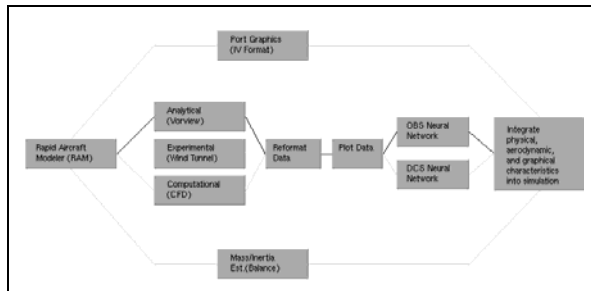 Port Graphics
(IV Format)
Analytical
(Vorview)
Experimental
(Wind Tunnel)
Computational
(CFD)
Rapid Aircraft
Modeler (RAM)
Reformat
Data
Plot Data
OBS Neural
Network
DCS Neural
Network
Integrate
physical,
aerodynamic,
and graphical
characteristics
into simulation
Mass/Inertia
Est.(Balance)